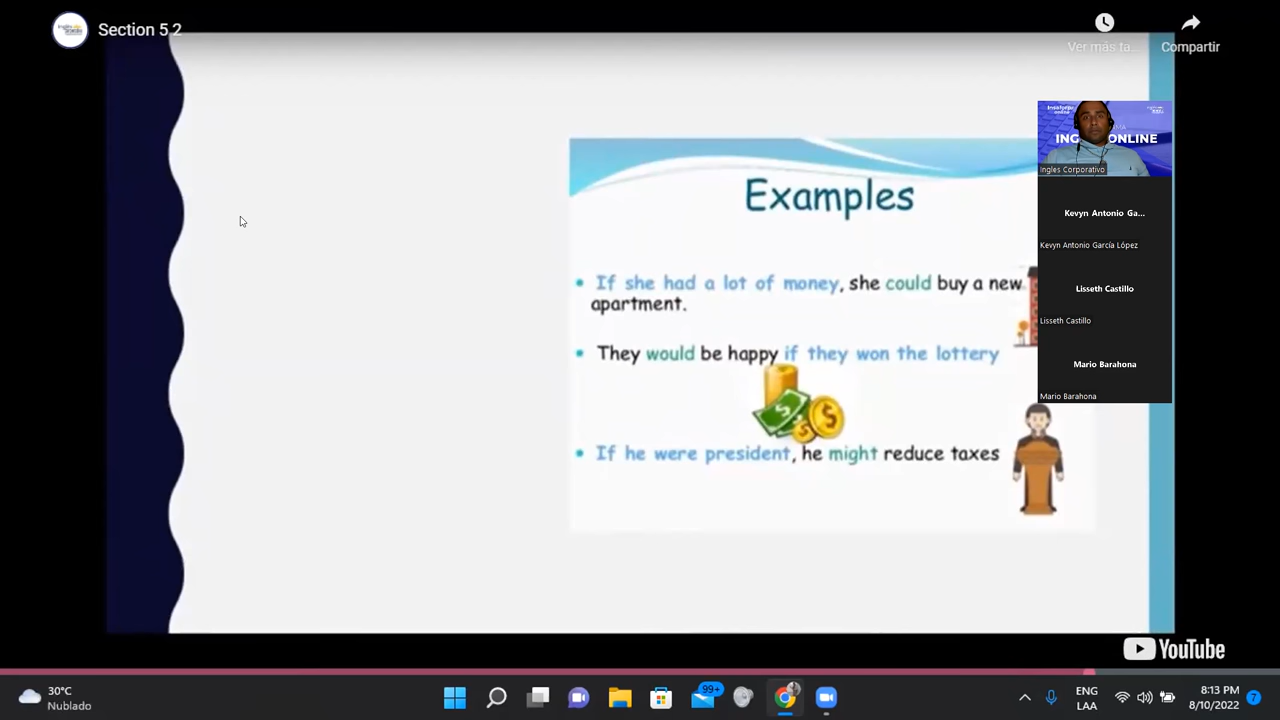 Section 5 2
Ver más ta...
Compartir
Examples
If she had a lot of money, she could buy a new
apartment.
They would be happy if they won the lottery
If he were president, he might reduce taxes
ONLINE
Ingles Corporativo
Kevyn Antonio Ga...
Kevyn Antonio García López
Lisseth Castillo
Lisseth Castillo
Mario Barahona
Mario Barahona
YouTube
30°C
Nublado
99+
ENG
LAA
8:13 PM
8/10/2022
7